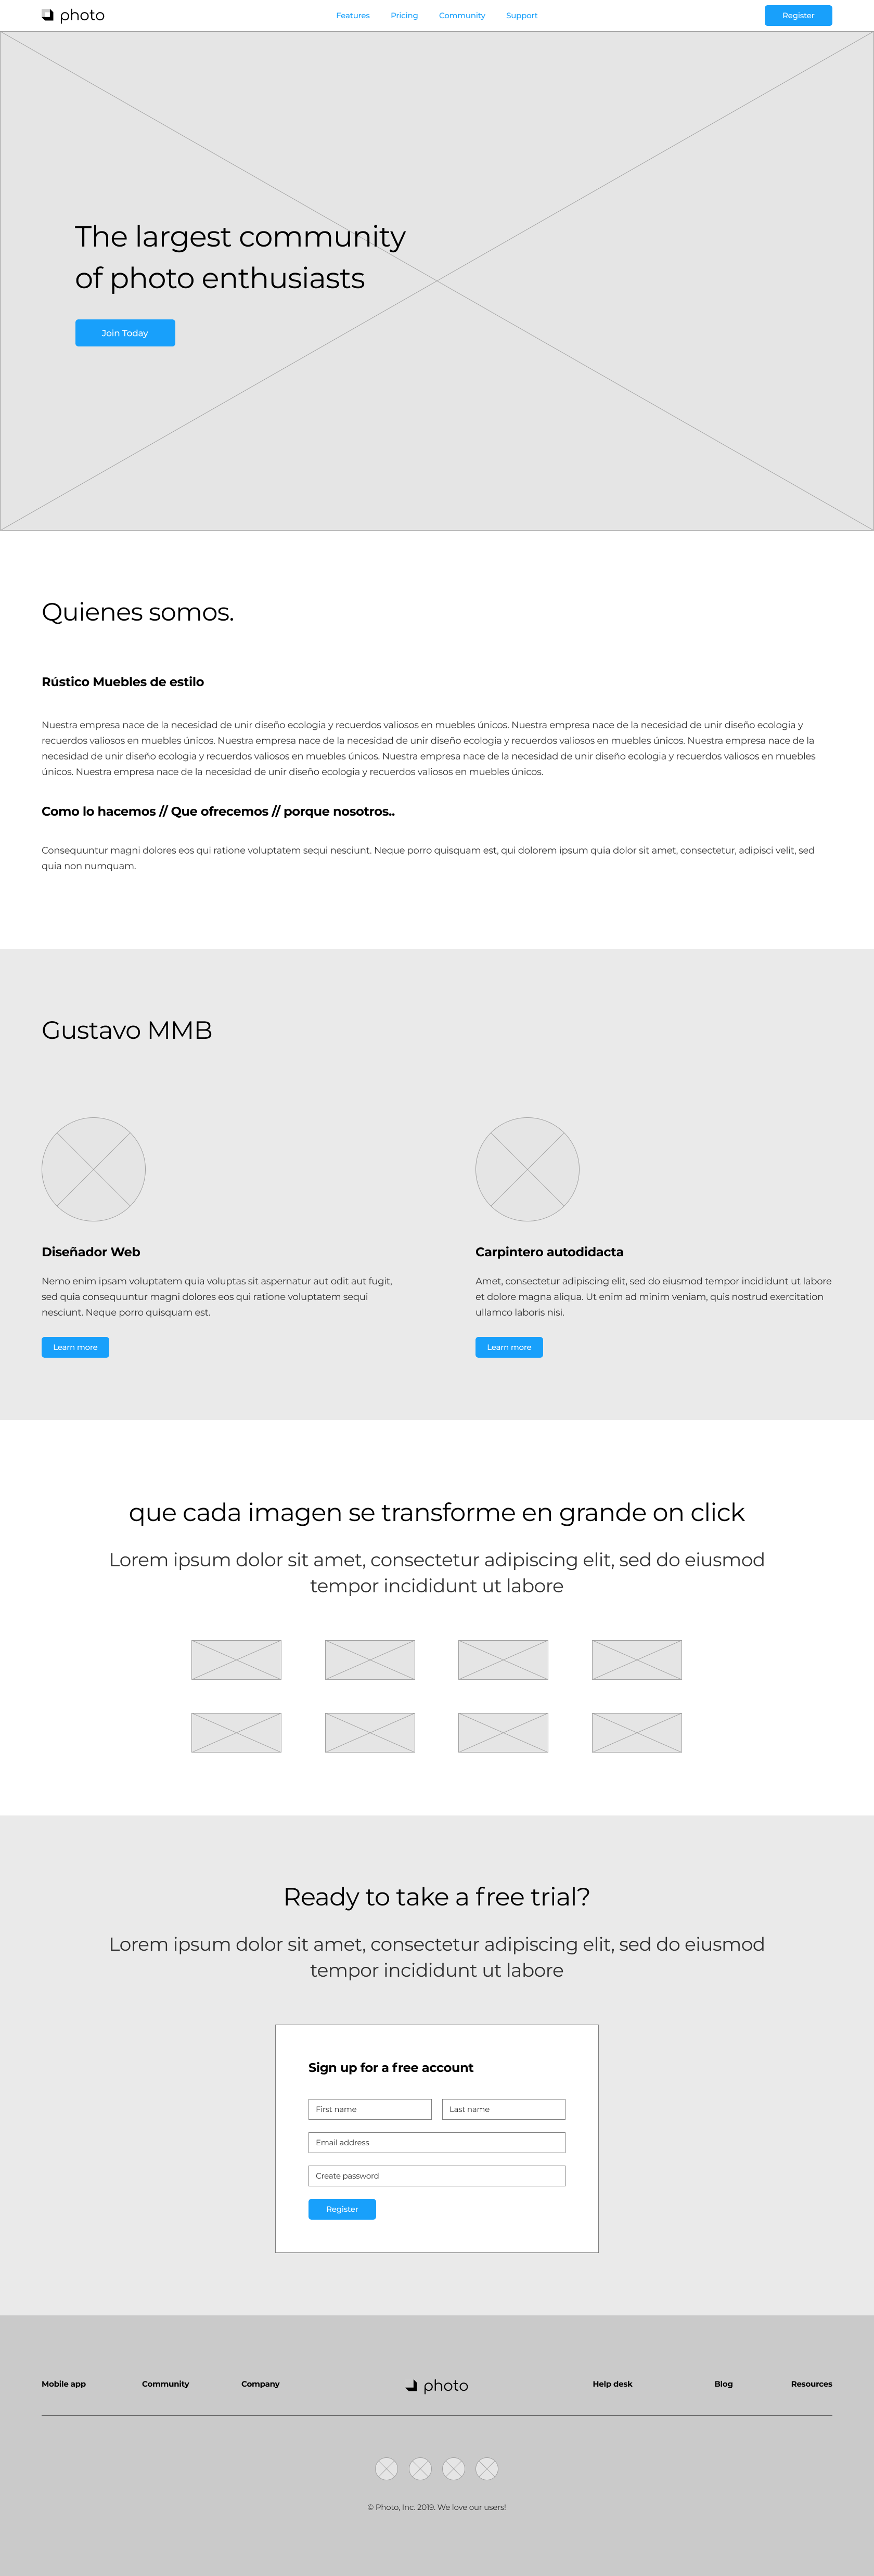 photo
Features Pricing Community Support
Register
The largest community
of photo enthusiasts
Join Today
Quienes somos.
Rústico Muebles de estilo
Nuestra empresa nace de la necesidad de unir diseño ecologia y recuerdos valiosos en muebles únicos. Nuestra empresa nace de la necesidad de unir diseño ecologia y
recuerdos valiosos en muebles únicos. Nuestra empresa nace de la necesidad de unir diseño ecologia y recuerdos valiosos en muebles únicos. Nuestra empresa nace de la
necesidad de unir diseño ecologia y recuerdos valiosos en muebles únicos. Nuestra empresa nace de la necesidad de unir diseño ecologia y recuerdos valiosos en muebles
únicos. Nuestra empresa nace de la necesidad de unir diseño ecologia y recuerdos valiosos en muebles únicos.
Como lo hacemos // Que ofrecemos // porque nosotros..
Consequuntur magni dolores eos qui ratione voluptatem sequi nesciunt. Neque porro quisquam est, qui dolorem ipsum quia dolor sit amet, consectetur, adipisci velit, sed
quia non numquam.
Gustavo MMB
Diseñador Web
Nemo enim ipsam voluptatem quia voluptas sit aspernatur aut odit aut fugit,
sed quia consequuntur magni dolores eos qui ratione voluptatem sequi
nesciunt. Neque porro quisquam est.
Learn more
Carpintero autodidacta
Amet, consectetur adipiscing elit, sed do eiusmod tempor incididunt ut labore
et dolore magna aliqua. Ut enim ad minim veniam, quis nostrud exercitation
ullamco laboris nisi.
Learn more
que cada imagen se transforme en grande on click
Lorem ipsum dolor sit amet, consectetur adipiscing elit, sed do eiusmod
tempor incididunt ut labore
Ready to take a free trial?
Lorem ipsum dolor sit amet, consectetur adipiscing elit, sed do eiusmod
tempor incididunt ut labore
Sign up for a free account
First name
Last name
Email address
Create password
Register
Mobile app Community Company photo Help desk Blog Resources
© Photo, Inc. 2019. We love our users!